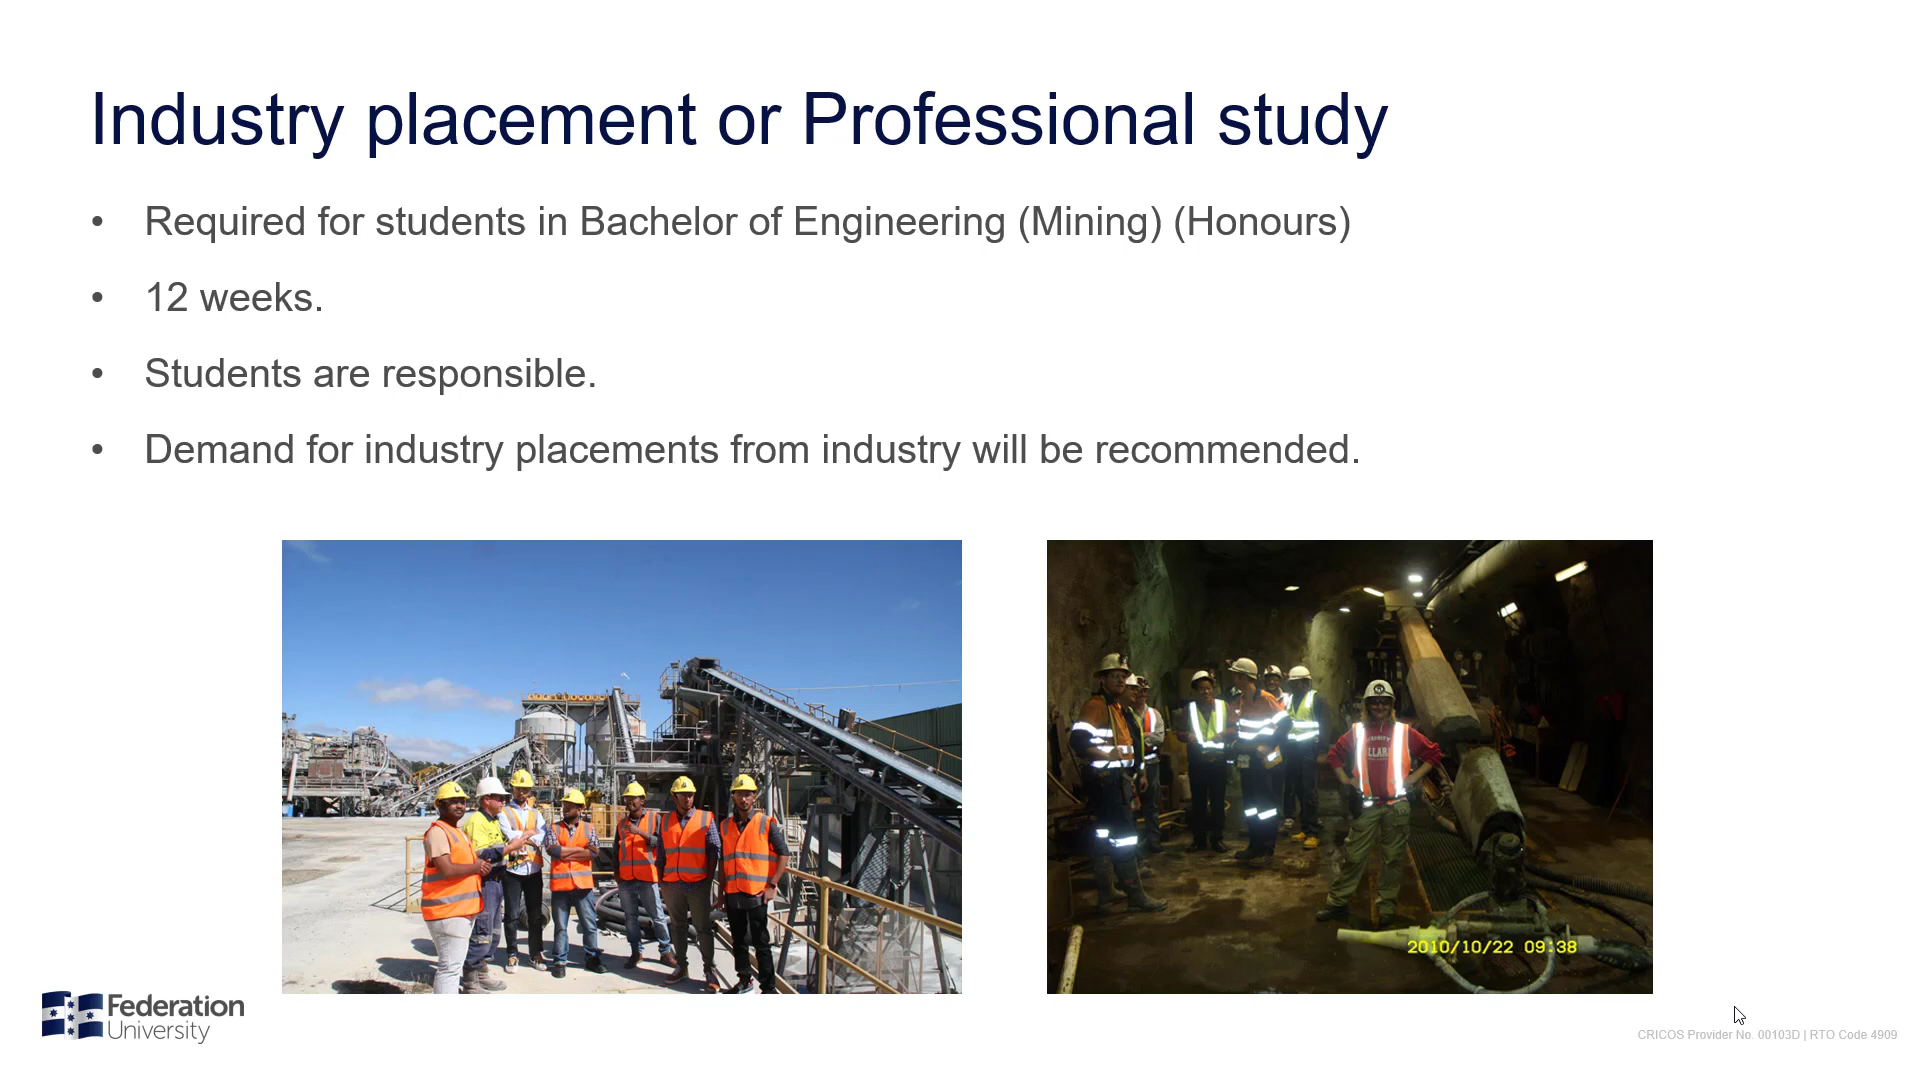 Industry placement or Professional study
• Required for students in Bachelor of Engineering (Mining) (Honours)
• 12 weeks.
• Students are responsible.
• Demand for industry placements from industry will be recommended.
2010/10/22 09:38
Federation
University
CRICOS Provider No. 00103D | RTO Code 4909